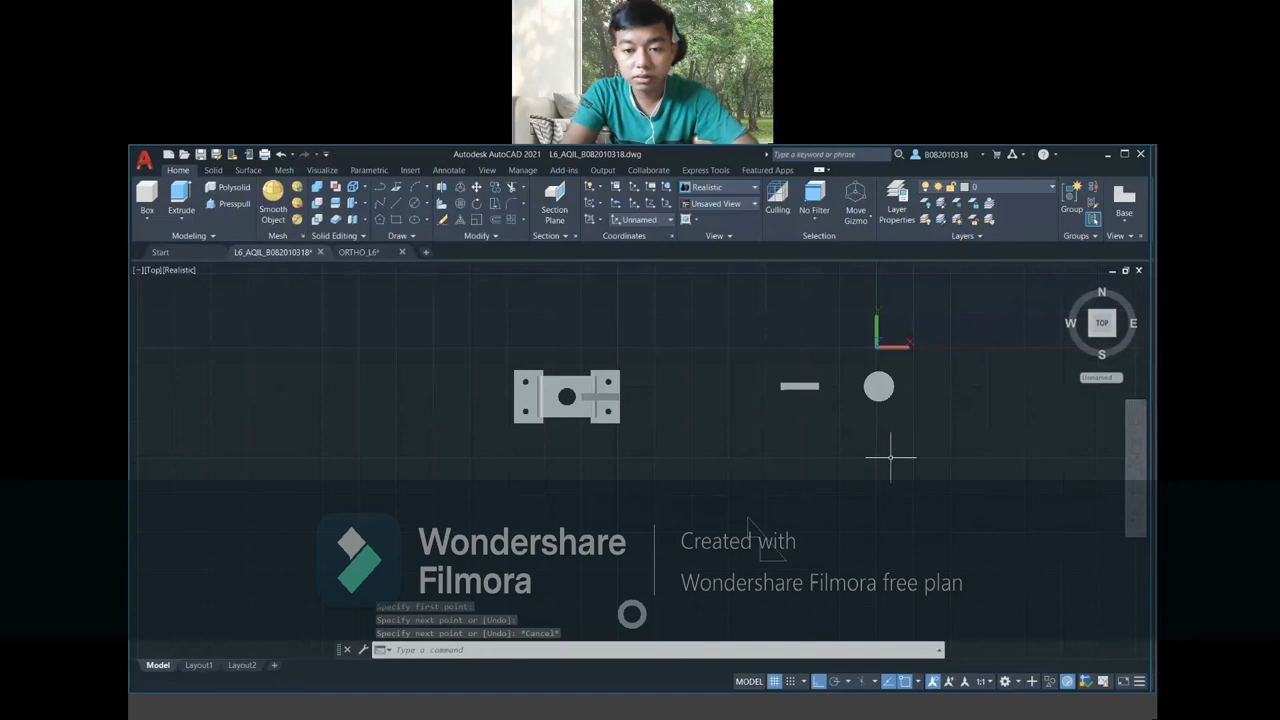 Autodesk AutoCAD 2021 L6_AQIL_B082010318.dwg
Type a keyword or phrase
B082010318
Home Solid Surface Mesh Visualize Parametric Insert Annotate View Manage Add-ins Output Collaborate Express Tools Featured Apps
Box
Extrude
Polysolid
Presspull
Smooth Object
Section Plane
Realistic
Unsaved View
Unnamed
Culling
No Filter
Move Gizmo
Layer Properties
0
Group
Base
Modeling
Mesh
Solid Editing
Draw
Modify
Section
Coordinates
View
Selection
Layers
Groups
View
Start
L6_AQIL_B082010318*
ORTHO_L6*
[−][Top][Realistic]
N
W TOP E
S
Unnamed
Wondershare
Filmora
Created with
Wondershare Filmora free plan
Specify first point:
Specify next point or [Undo]:
Specify next point or [Undo]: *Cancel*
Type a command
Model Layout1 Layout2
MODEL
1:1